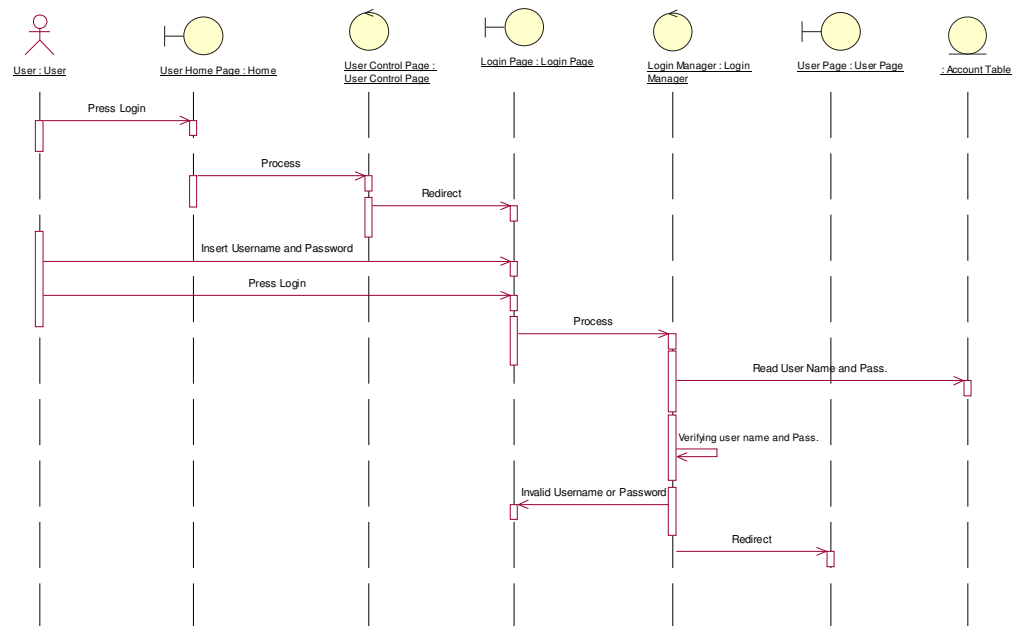 User : User
User Home Page : Home
User Control Page :
User Control Page
Login Page : Login Page
Login Manager : Login
Manager
User Page : User Page
: Account Table
Press Login
Process
Redirect
Insert Username and Password
Press Login
Process
Read User Name and Pass.
Verifying user name and Pass.
Invalid Username or Password
Redirect